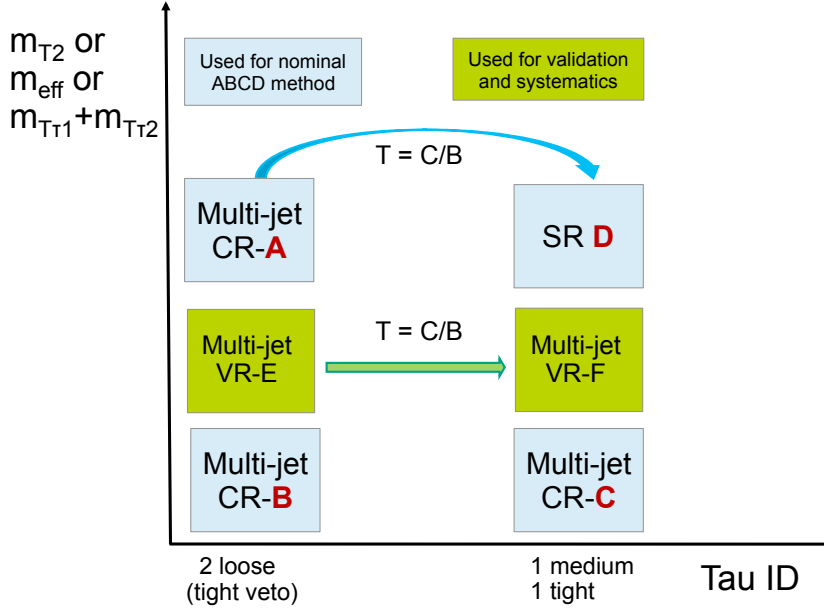 m_T2 or
m_eff or
m_Tτ1+m_Tτ2
Used for nominal
ABCD method
Used for validation
and systematics
T = C/B
Multi-jet
CR-A
SR D
T = C/B
Multi-jet
VR-E
Multi-jet
VR-F
Multi-jet
CR-B
Multi-jet
CR-C
2 loose
(tight veto)
1 medium
1 tight
Tau ID